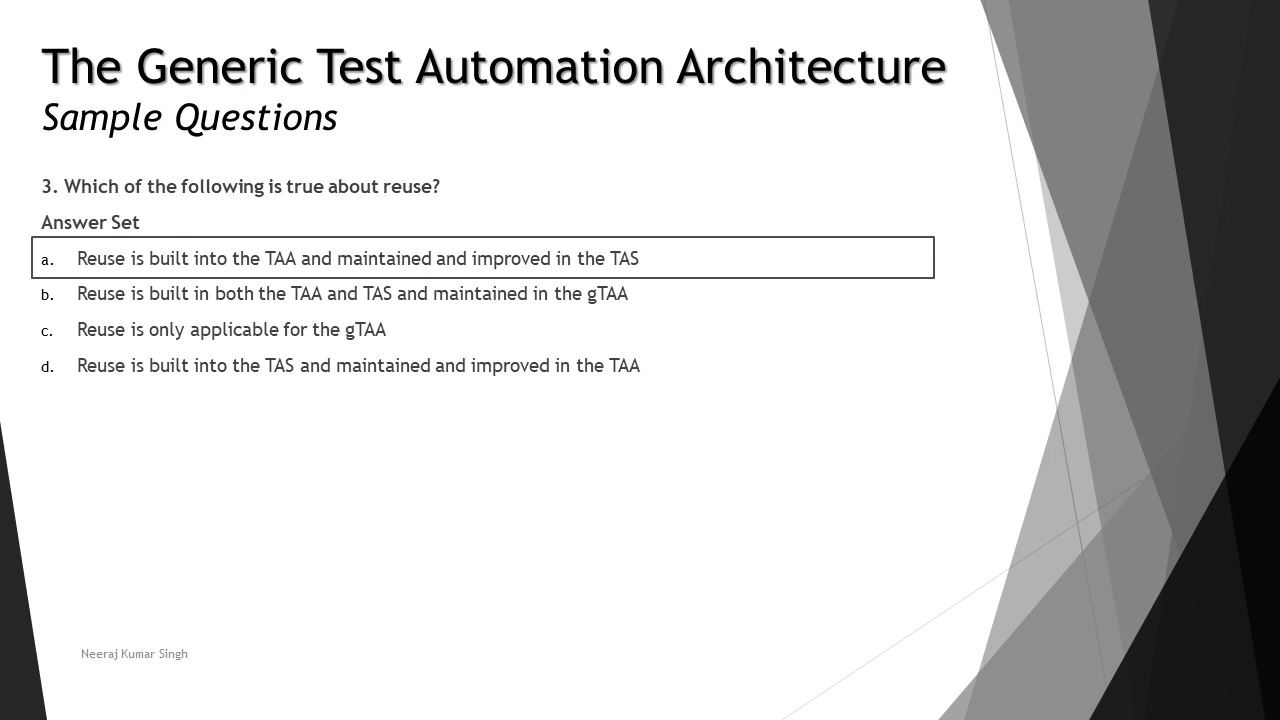 The Generic Test Automation Architecture
Sample Questions
3. Which of the following is true about reuse?
Answer Set
a. Reuse is built into the TAA and maintained and improved in the TAS
b. Reuse is built in both the TAA and TAS and maintained in the gTAA
c. Reuse is only applicable for the gTAA
d. Reuse is built into the TAS and maintained and improved in the TAA
Neeraj Kumar Singh